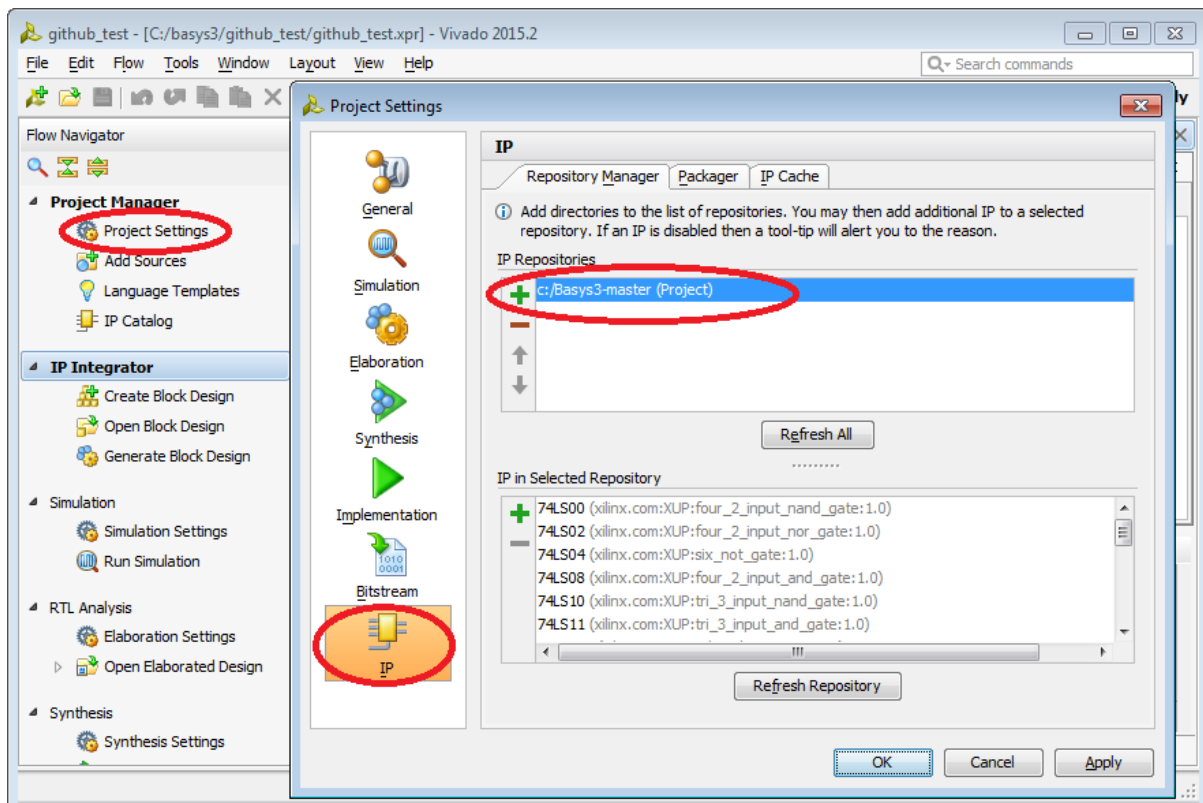 github_test - [C:/basys3/github_test/github_test.xpr] - Vivado 2015.2
File Edit Flow Tools Window Layout View Help
Search commands
Flow Navigator
Project Manager
Project Settings
Add Sources
Language Templates
IP Catalog
IP Integrator
Create Block Design
Open Block Design
Generate Block Design
Simulation
Simulation Settings
Run Simulation
RTL Analysis
Elaboration Settings
Open Elaborated Design
Synthesis
Synthesis Settings
Project Settings
General
Simulation
Elaboration
Synthesis
Implementation
1010
0001
Bitstream
IP
IP
Repository Manager Packager IP Cache
Add directories to the list of repositories. You may then add additional IP to a selected
repository. If an IP is disabled then a tool-tip will alert you to the reason.
IP Repositories
c:/Basys3-master (Project)
Refresh All
IP in Selected Repository
74LS00 (xilinx.com:XUP:four_2_input_nand_gate:1.0)
74LS02 (xilinx.com:XUP:four_2_input_nor_gate:1.0)
74LS04 (xilinx.com:XUP:six_not_gate:1.0)
74LS08 (xilinx.com:XUP:four_2_input_and_gate:1.0)
74LS10 (xilinx.com:XUP:tri_3_input_nand_gate:1.0)
74LS11 (xilinx.com:XUP:tri_3_input_and_gate:1.0)
Refresh Repository
OK Cancel Apply